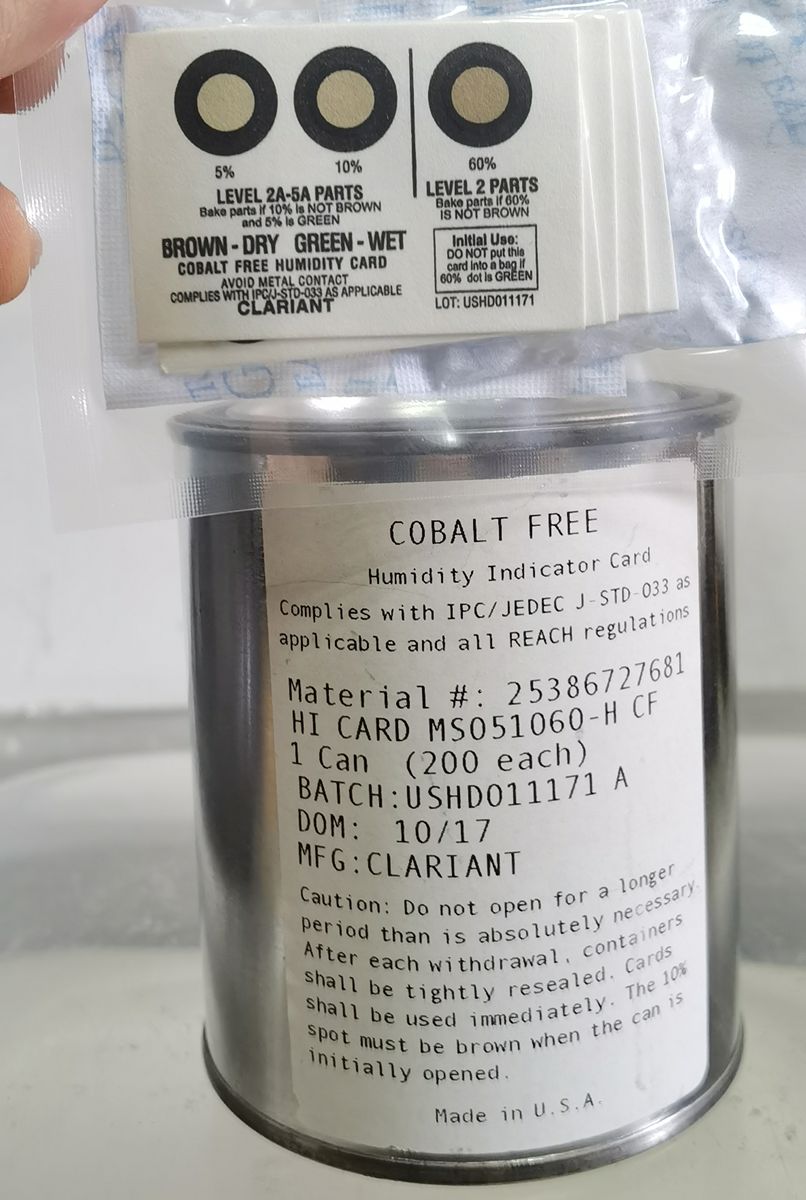 5%
10%
60%
LEVEL 2A-5A PARTS
Bake parts if 10% is NOT BROWN
and 5% is GREEN
LEVEL 2 PARTS
Bake parts if 60%
IS NOT BROWN
BROWN - DRY GREEN - WET
COBALT FREE HUMIDITY CARD
AVOID METAL CONTACT
COMPLIES WITH IPC/J-STD-033 AS APPLICABLE
CLARIANT
Initial Use:
DO NOT put this
card into a bag if
60% dot is GREEN
LOT: USHD011171
COBALT FREE
Humidity Indicator Card
Complies with IPC/JEDEC J-STD-033 as
applicable and all REACH regulations
Material #: 25386727681
HI CARD MS051060-H CF
1 Can (200 each)
BATCH:USHD011171 A
DOM: 10/17
MFG:CLARIANT
Caution: Do not open for a longer
period than is absolutely necessary.
After each withdrawal, containers
shall be tightly resealed. Cards
shall be used immediately. The 10%
spot must be brown when the can is
initially opened.
Made in U.S.A.